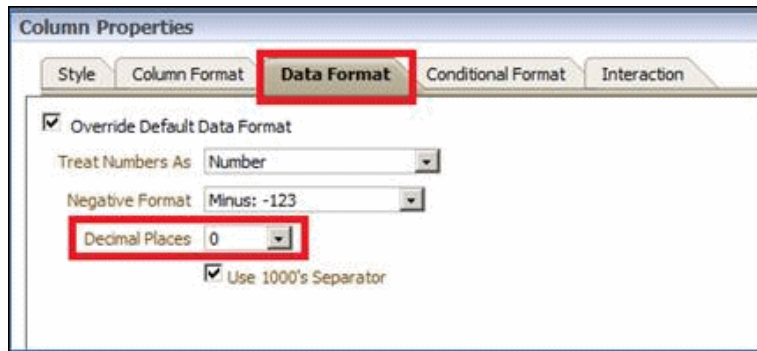 Column Properties
Style Column Format Data Format Conditional Format Interaction
Override Default Data Format
Treat Numbers As Number
Negative Format Minus: -123
Decimal Places 0
Use 1000's Separator